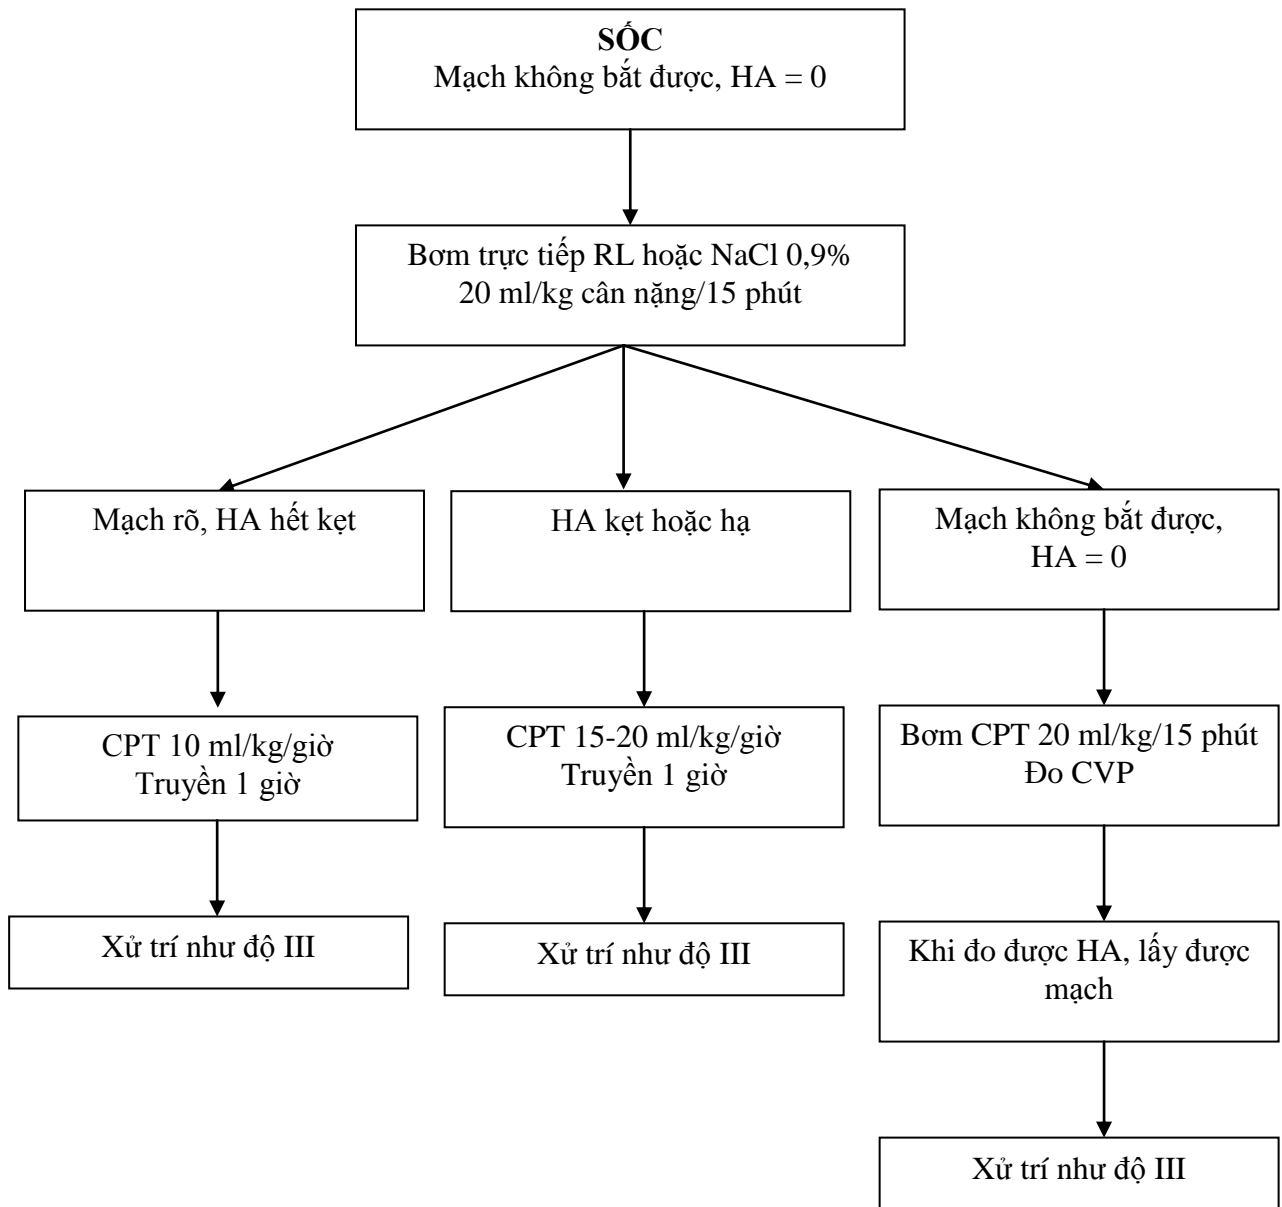 SỐC
Mạch không bắt được, HA = 0
Bơm trực tiếp RL hoặc NaCl 0,9%
20 ml/kg cân nặng/15 phút
Mạch rõ, HA hết kẹt
HA kẹt hoặc hạ
Mạch không bắt được,
HA = 0
CPT 10 ml/kg/giờ
Truyền 1 giờ
CPT 15-20 ml/kg/giờ
Truyền 1 giờ
Bơm CPT 20 ml/kg/15 phút
Đo CVP
Xử trí như độ III
Xử trí như độ III
Khi đo được HA, lấy được
mạch
Xử trí như độ III